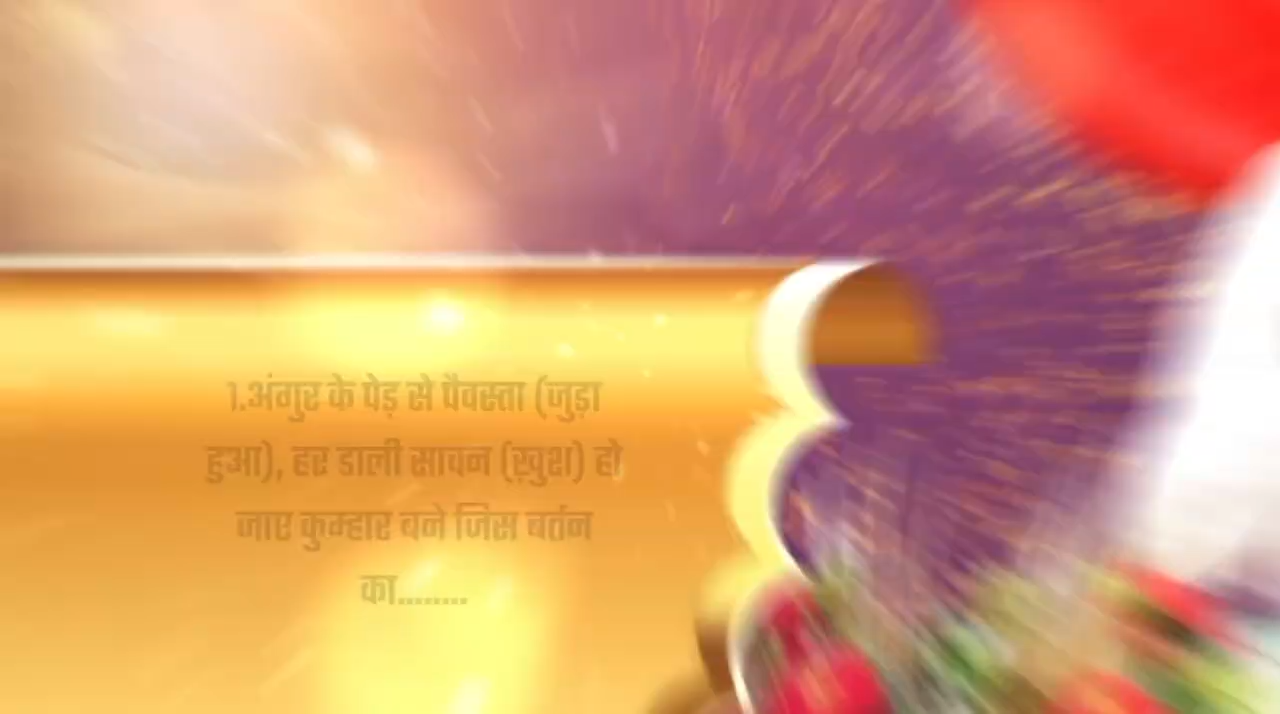 1.अंगुर के पेड़ से पैवस्ता (जुड़ा
हुआ), हर डाली सावन (ख़ुश) हो
जाए कुम्हार बने जिस बर्तन
का........